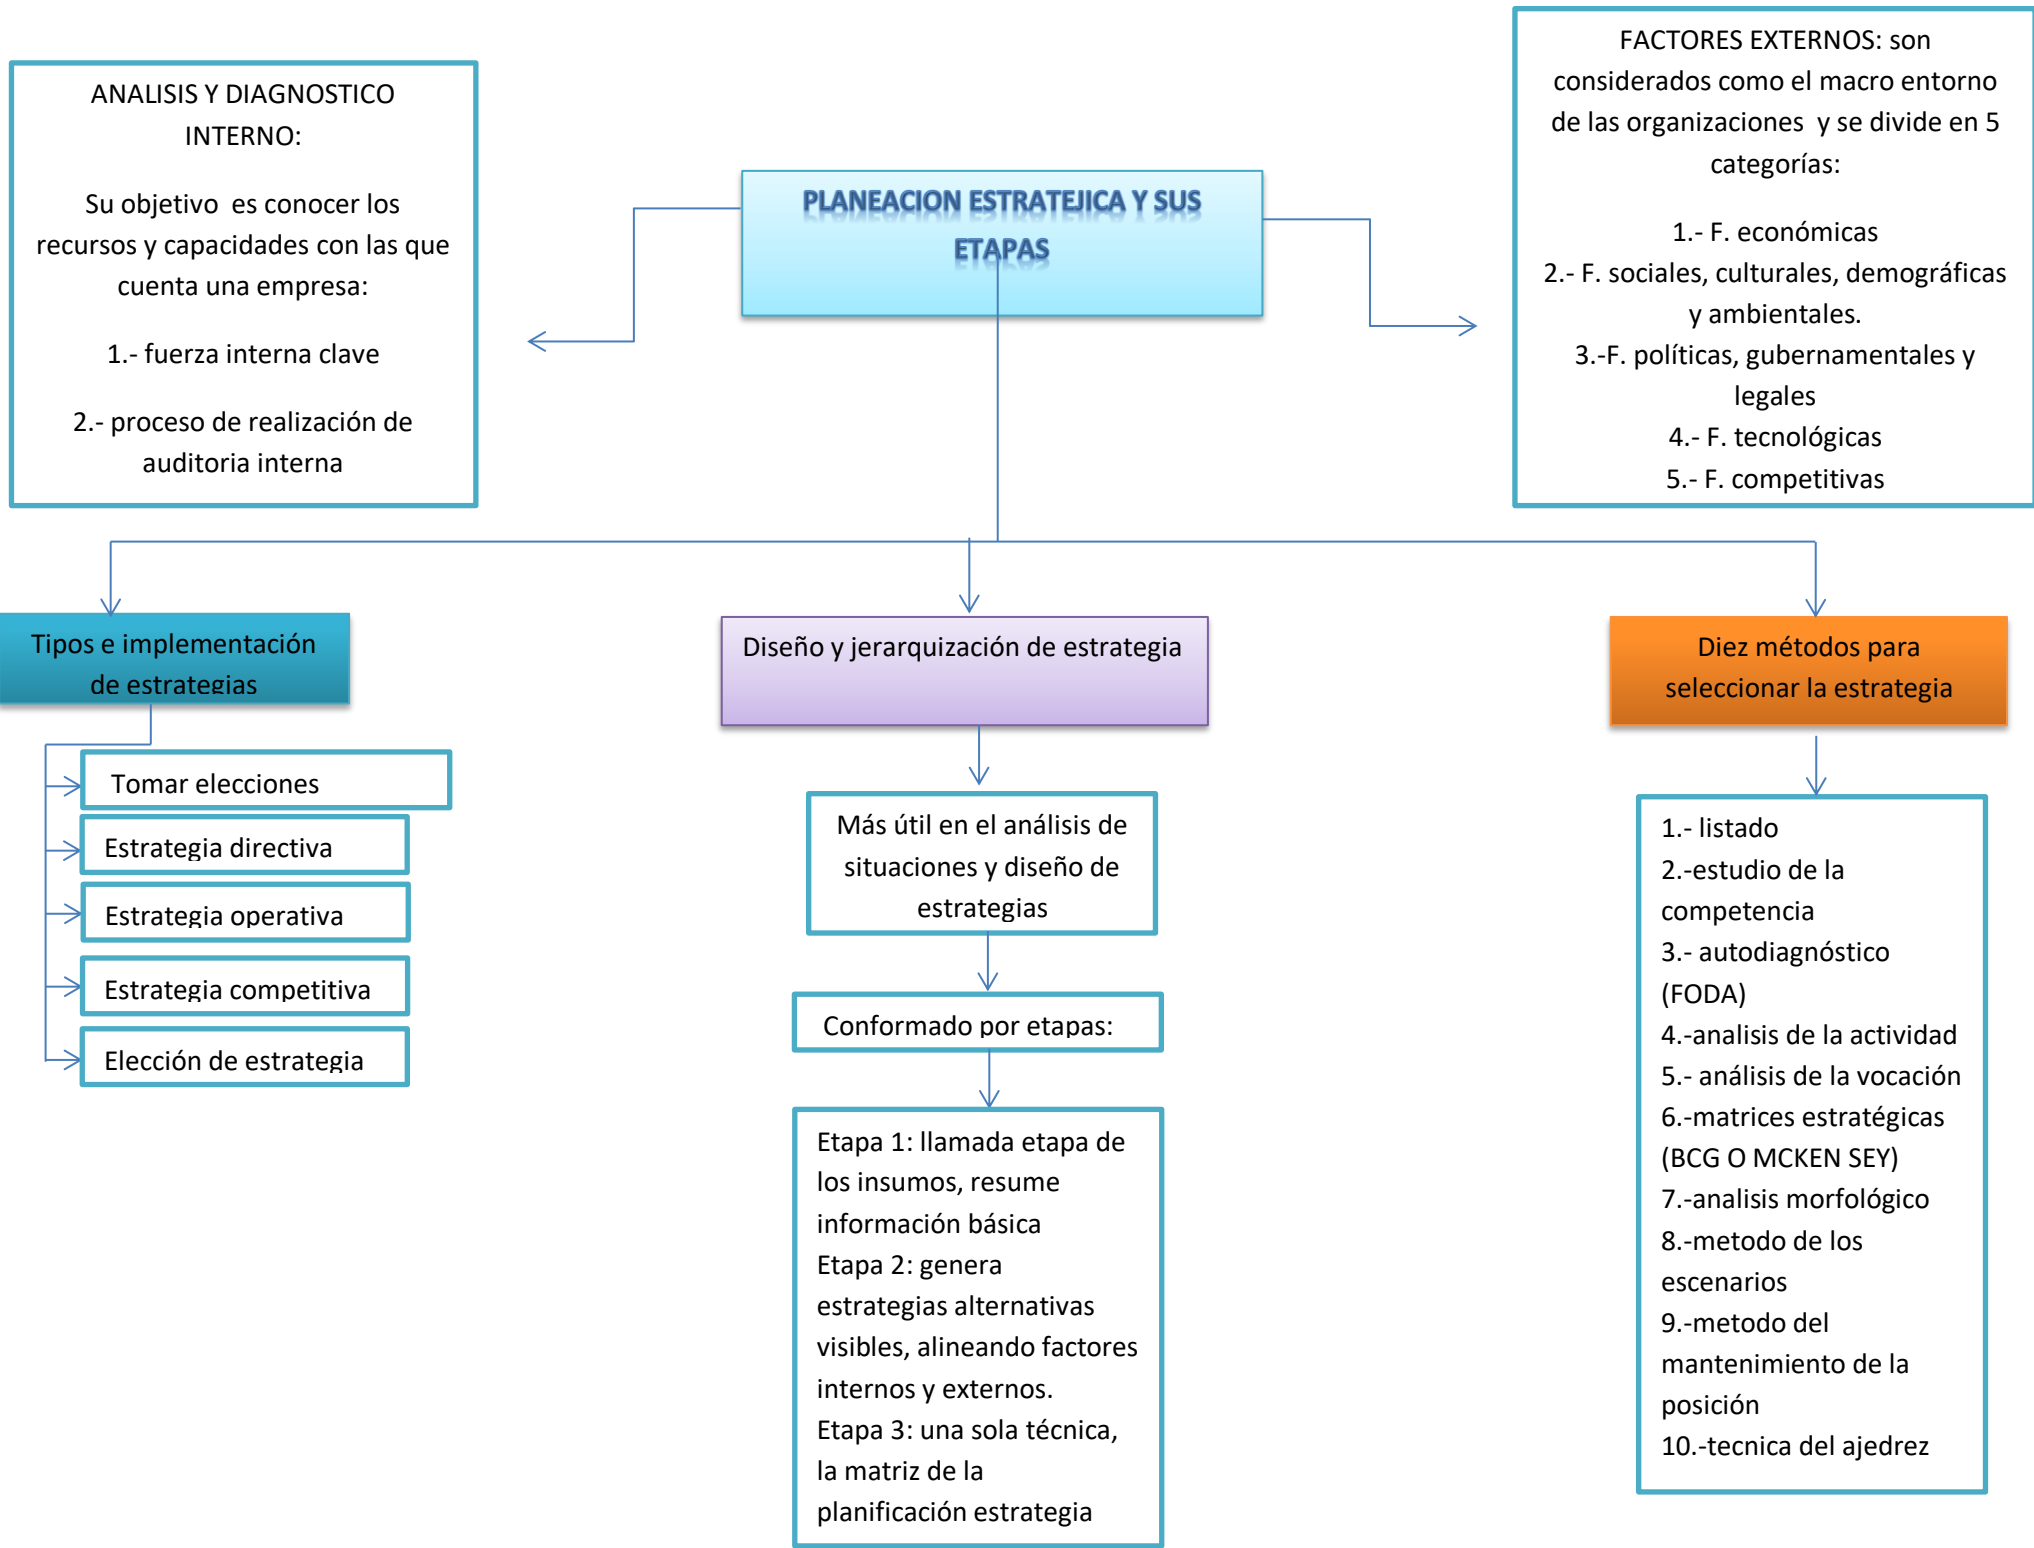 ANALISIS Y DIAGNOSTICO
INTERNO:
Su objetivo  es conocer los
recursos y capacidades con las que
cuenta una empresa:
1.- fuerza interna clave
2.- proceso de realización de
auditoria interna
PLANEACION ESTRATEJICA Y SUS
ETAPAS
FACTORES EXTERNOS: son
considerados como el macro entorno
de las organizaciones  y se divide en 5
categorías:
1.- F. económicas
2.- F. sociales, culturales, demográficas
y ambientales.
3.-F. políticas, gubernamentales y
legales
4.- F. tecnológicas
5.- F. competitivas
Tipos e implementación
de estrategias
Tomar elecciones
Estrategia directiva
Estrategia operativa
Estrategia competitiva
Elección de estrategia
Diseño y jerarquización de estrategia
Más útil en el análisis de
situaciones y diseño de
estrategias
Conformado por etapas:
Etapa 1: llamada etapa de
los insumos, resume
información básica
Etapa 2: genera
estrategias alternativas
visibles, alineando factores
internos y externos.
Etapa 3: una sola técnica,
la matriz de la
planificación estrategia
Diez métodos para
seleccionar la estrategia
1.- listado
2.-estudio de la
competencia
3.- autodiagnóstico
(FODA)
4.-analisis de la actividad
5.- análisis de la vocación
6.-matrices estratégicas
(BCG O MCKEN SEY)
7.-analisis morfológico
8.-metodo de los
escenarios
9.-metodo del
mantenimiento de la
posición
10.-tecnica del ajedrez